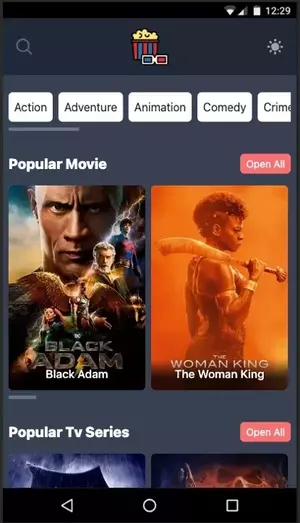 12:29
Action Adventure Animation Comedy Crime
Popular Movie Open All
BLACK
ADAM
Black Adam
THE
WOMAN KING
The Woman King
Popular Tv Series Open All